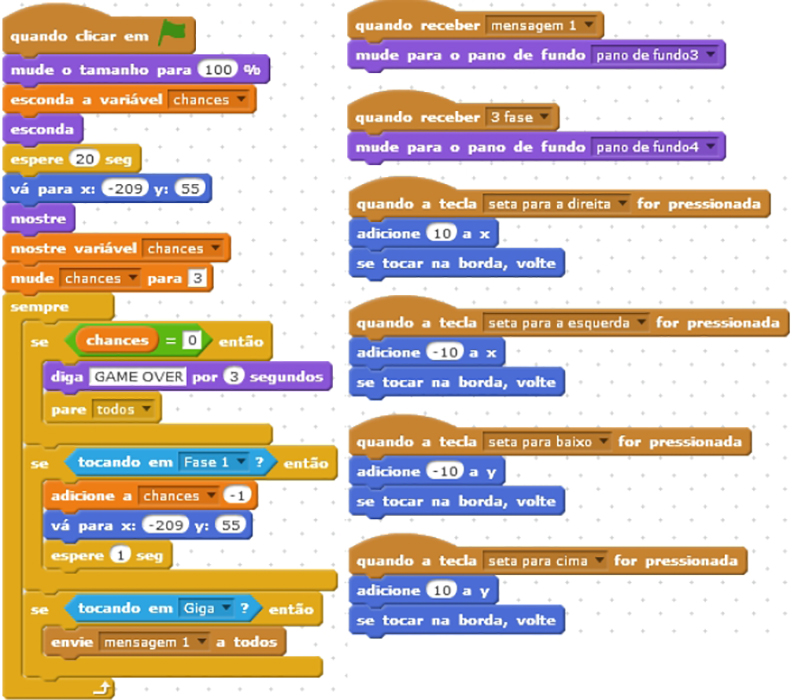 quando clicar em
mude o tamanho para 100 %
esconda a variável chances
esconda
espere 20 seg
vá para x: -209 y: 55
mostre
mostre variável chances
mude chances para 3
sempre
se chances = 0 então
diga GAME OVER por 3 segundos
pare todos
se tocando em Fase 1 ? então
adicione a chances -1
vá para x: -209 y: 55
espere 1 seg
se tocando em Giga ? então
envie mensagem 1 a todos
quando receber mensagem 1
mude para o pano de fundo pano de fundo3
quando receber 3 fase
mude para o pano de fundo pano de fundo4
quando a tecla seta para a direita for pressionada
adicione 10 a x
se tocar na borda, volte
quando a tecla seta para a esquerda for pressionada
adicione -10 a x
se tocar na borda, volte
quando a tecla seta para baixo for pressionada
adicione -10 a y
se tocar na borda, volte
quando a tecla seta para cima for pressionada
adicione 10 a y
se tocar na borda, volte